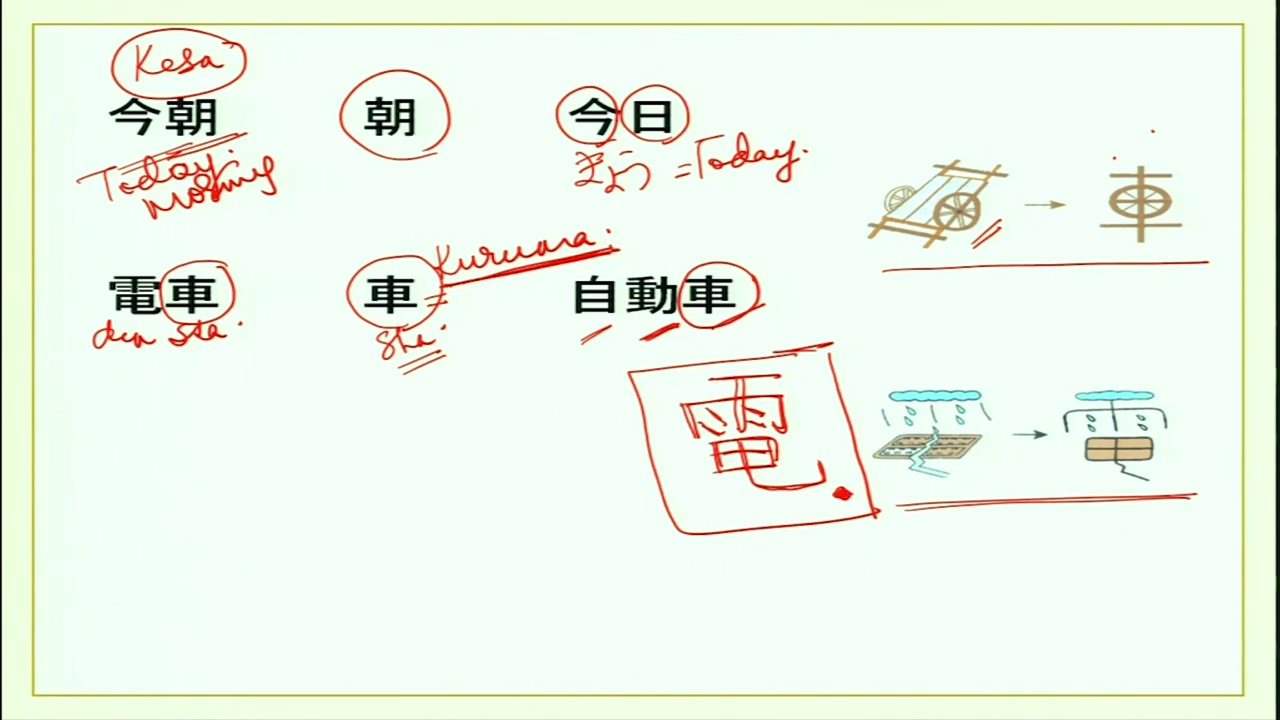 Kesa
今朝 朝 今日
Today Morning きょう = Today.
Kuruma.
電車 車 自動車
den sha. sha.
電
車